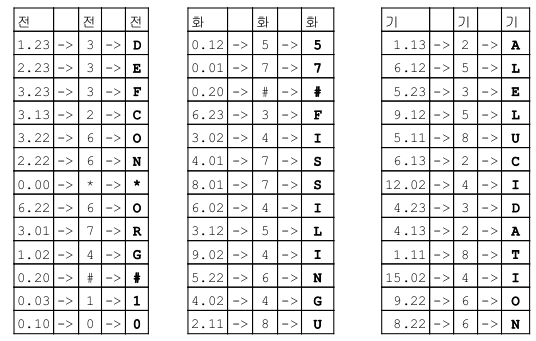 전 전 전
1.23 -> 3 -> D
2.23 -> 3 -> E
3.23 -> 3 -> F
3.13 -> 2 -> C
3.22 -> 6 -> O
2.22 -> 6 -> N
0.00 -> * -> *
6.22 -> 6 -> O
3.01 -> 7 -> R
1.02 -> 4 -> G
0.20 -> # -> #
0.03 -> 1 -> 1
0.10 -> 0 -> 0
화 화 화
0.12 -> 5 -> 5
0.01 -> 7 -> 7
0.20 -> # -> #
6.23 -> 3 -> F
3.02 -> 4 -> I
4.01 -> 7 -> S
8.01 -> 7 -> S
6.02 -> 4 -> I
3.12 -> 5 -> L
9.02 -> 4 -> I
5.22 -> 6 -> N
4.02 -> 4 -> G
2.11 -> 8 -> U
기 기 기
1.13 -> 2 -> A
6.12 -> 5 -> L
5.23 -> 3 -> E
9.12 -> 5 -> L
5.11 -> 8 -> U
6.13 -> 2 -> C
12.02 -> 4 -> I
4.23 -> 3 -> D
4.13 -> 2 -> A
1.11 -> 8 -> T
15.02 -> 4 -> I
9.22 -> 6 -> O
8.22 -> 6 -> N